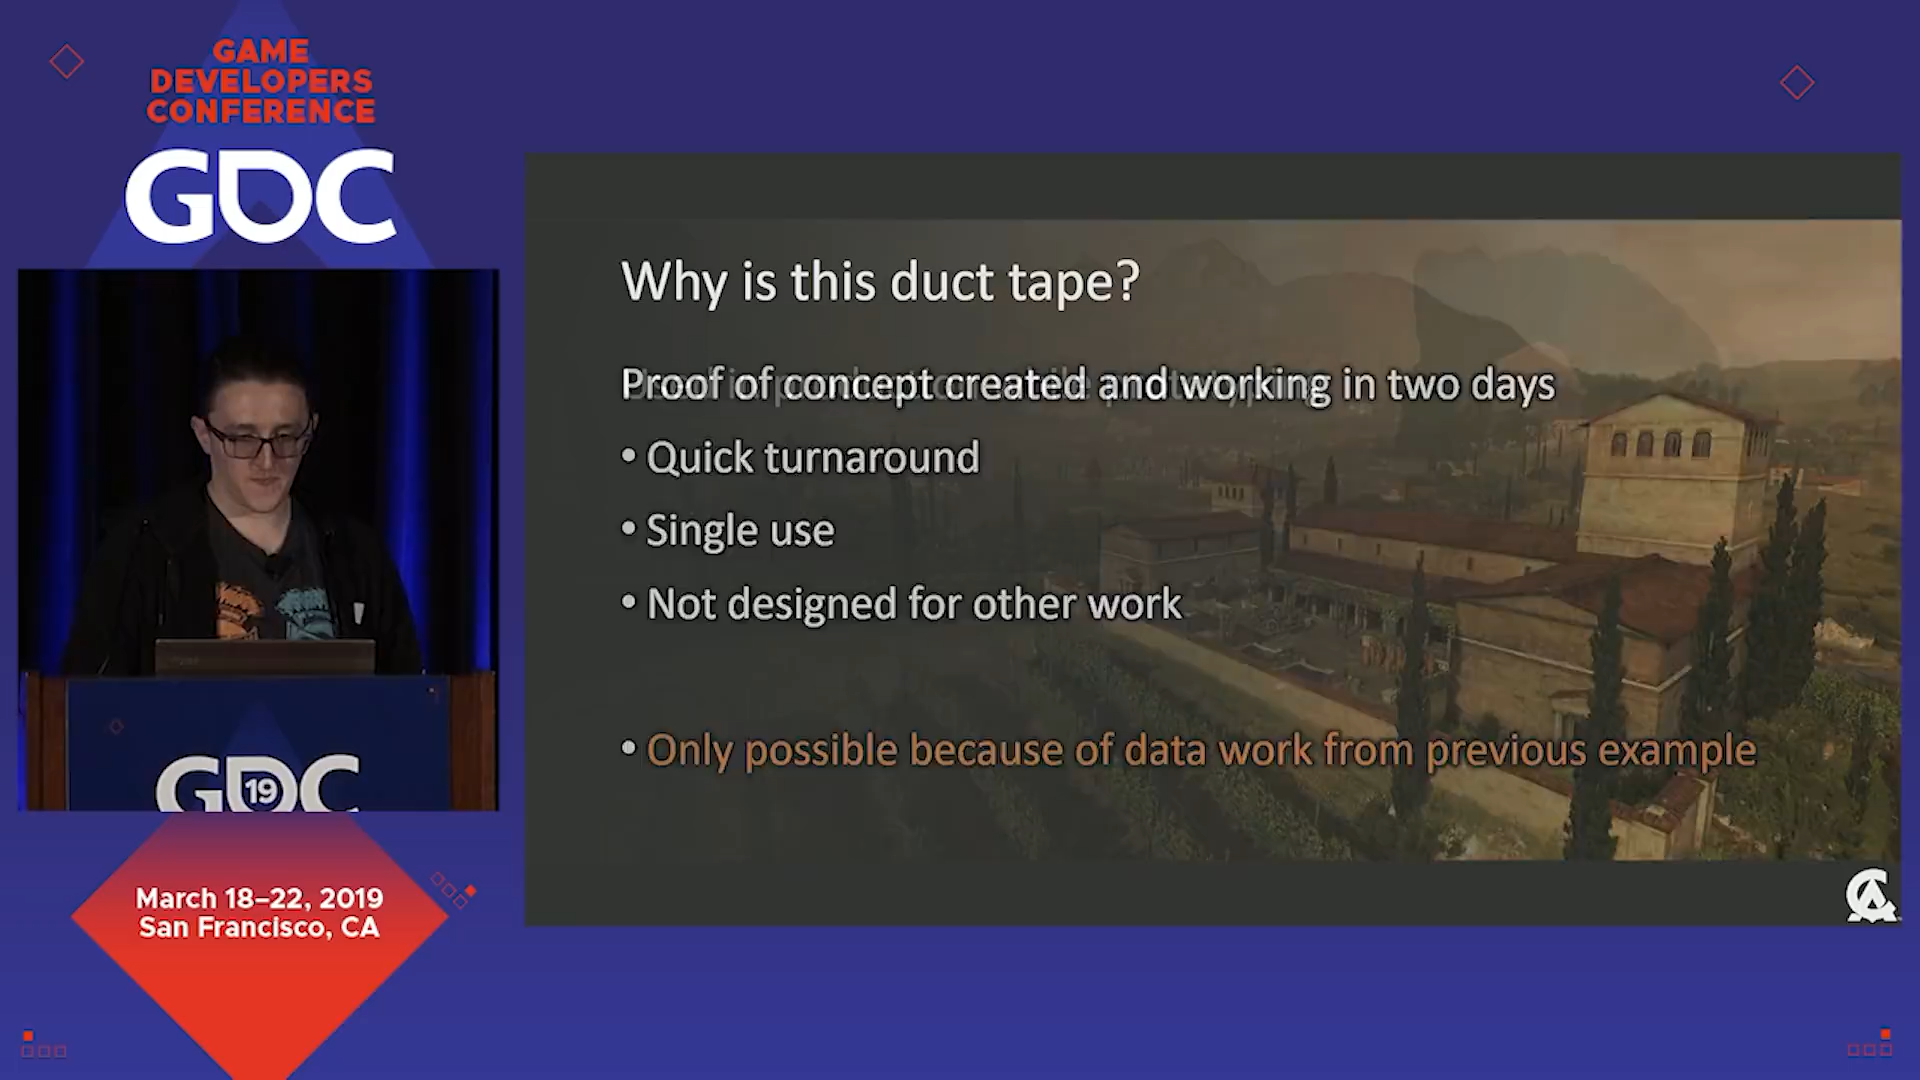 GAME
DEVELOPERS
CONFERENCE
GDC
Why is this duct tape?
Proof of concept created and working in two days
• Quick turnaround
• Single use
• Not designed for other work
• Only possible because of data work from previous example
GDC
19
March 18–22, 2019
San Francisco, CA
CA